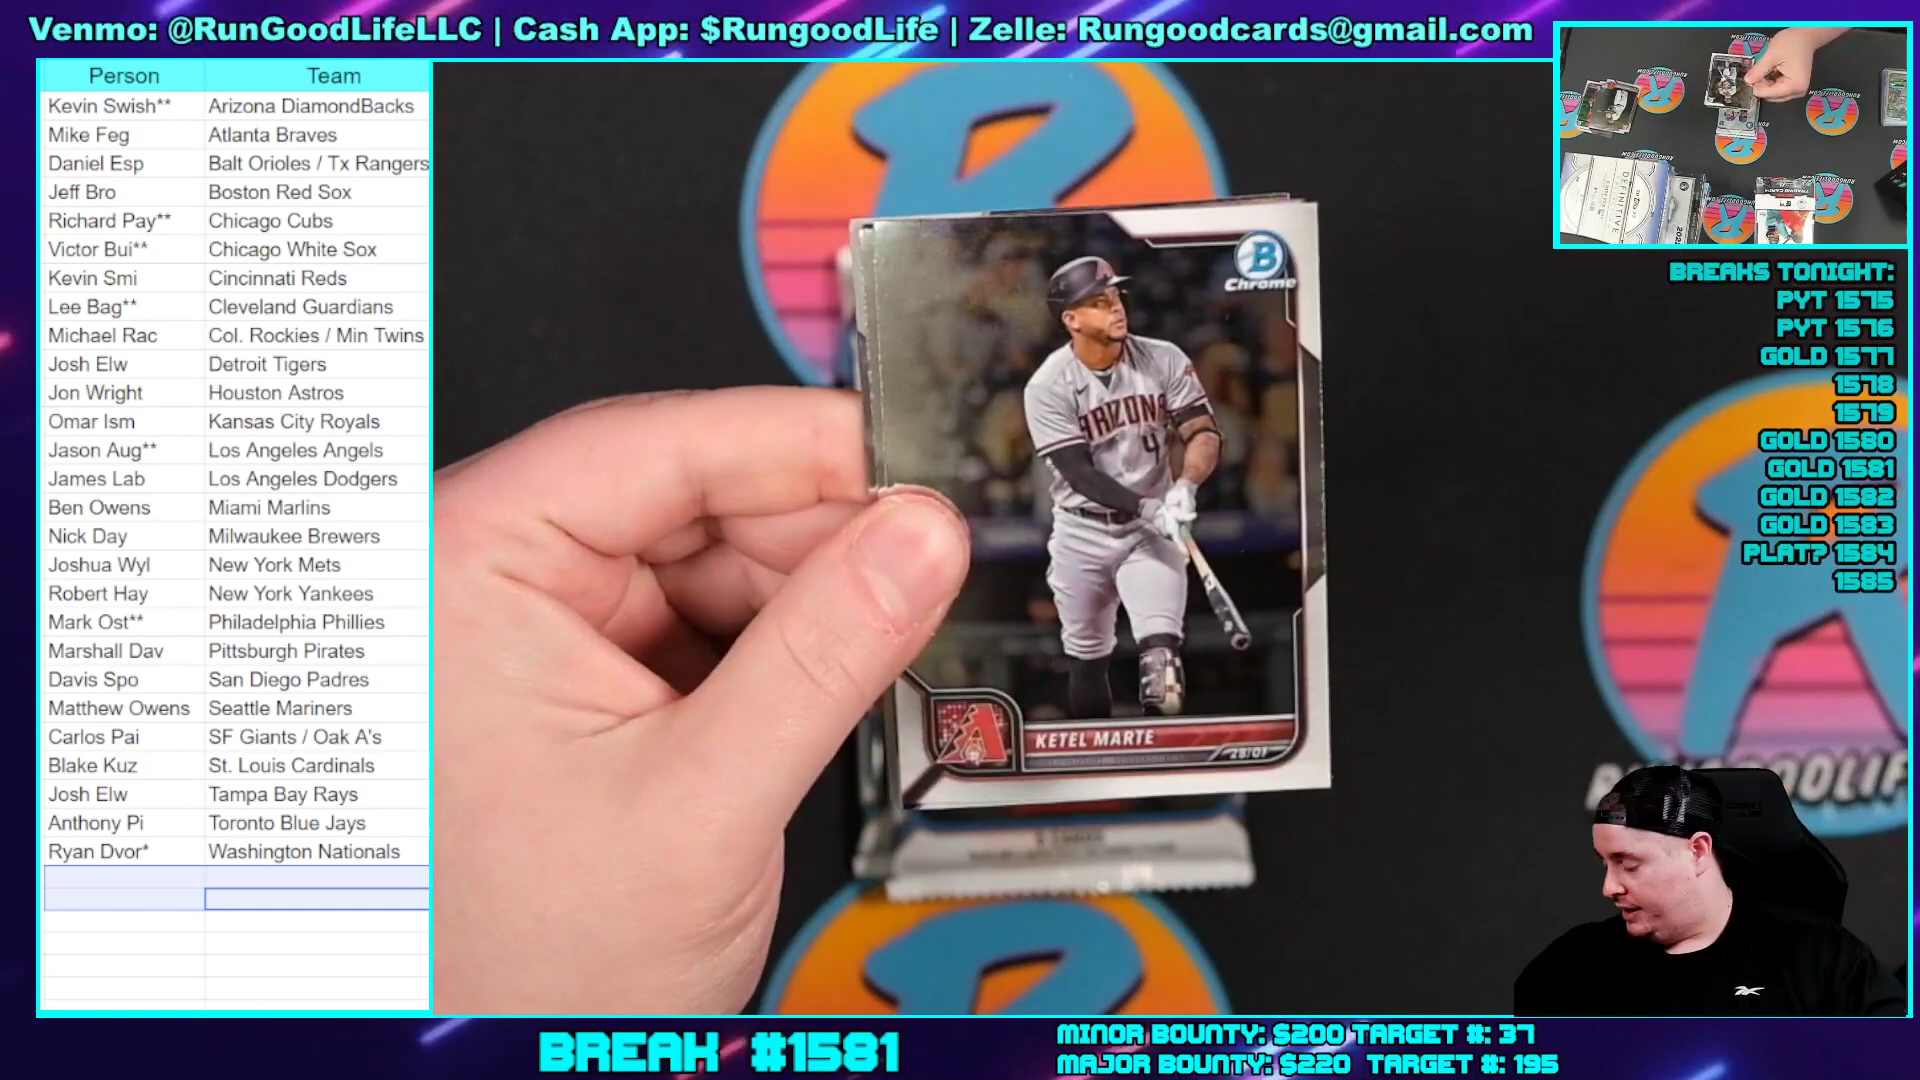 Venmo: @RunGoodLifeLLC | Cash App: $RungoodLife | Zelle: Rungoodcards@gmail.com
Person Team
Kevin Swish** Arizona DiamondBacks
Mike Feg Atlanta Braves
Daniel Esp Balt Orioles / Tx Rangers
Jeff Bro Boston Red Sox
Richard Pay** Chicago Cubs
Victor Bui** Chicago White Sox
Kevin Smi Cincinnati Reds
Lee Bag** Cleveland Guardians
Michael Rac Col. Rockies / Min Twins
Josh Elw Detroit Tigers
Jon Wright Houston Astros
Omar Ism Kansas City Royals
Jason Aug** Los Angeles Angels
James Lab Los Angeles Dodgers
Ben Owens Miami Marlins
Nick Day Milwaukee Brewers
Joshua Wyl New York Mets
Robert Hay New York Yankees
Mark Ost** Philadelphia Phillies
Marshall Dav Pittsburgh Pirates
Davis Spo San Diego Padres
Matthew Owens Seattle Mariners
Carlos Pai SF Giants / Oak A's
Blake Kuz St. Louis Cardinals
Josh Elw Tampa Bay Rays
Anthony Pi Toronto Blue Jays
Ryan Dvor* Washington Nationals
B
Chrome
ARIZONA
4
KETEL MARTE
2B/OF
DEFINITIVE
BREAKS TONIGHT:
PYT 1575
PYT 1576
GOLD 1577
1578
1579
GOLD 1580
GOLD 1581
GOLD 1582
GOLD 1583
PLAT? 1584
1585
BREAK #1581
MINOR BOUNTY: $200 TARGET #: 37
MAJOR BOUNTY: $220 TARGET #: 195